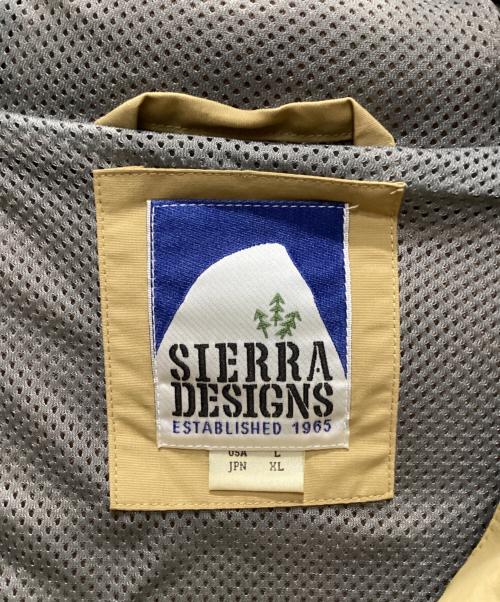 SIERRA
DESIGNS
ESTABLISHED 1965
USA L
JPN XL